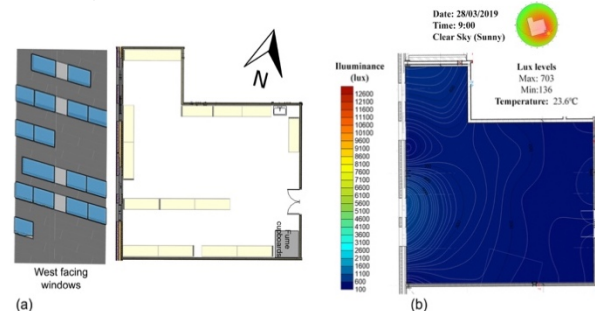 N
Fume
cupboards
West facing
windows
(a)
Date: 28/03/2019
Time: 9:00
Clear Sky (Sunny)
Iluuminance
(lux)
12600
12100
11600
11100
10600
10100
9600
9100
8600
8100
7600
7100
6600
6100
5600
5100
4600
4100
3600
3100
2600
2100
1600
1100
600
100
Lux levels
Max: 703
Min:136
Temperature: 23.6℃
(b)